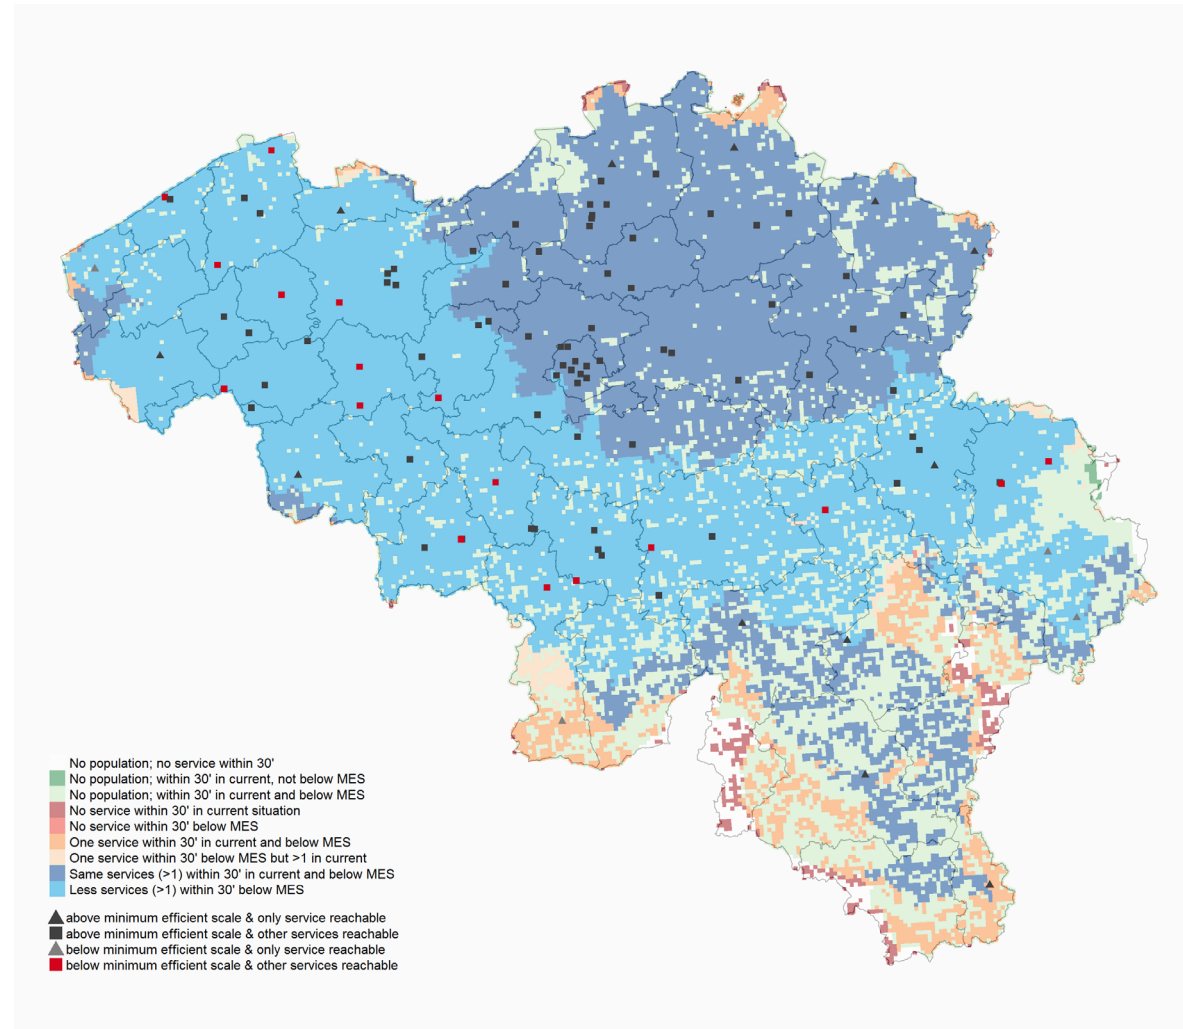 No population; no service within 30'
No population; within 30' in current, not below MES
No population; within 30' in current and below MES
No service within 30' in current situation
No service within 30' below MES
One service within 30' in current and below MES
One service within 30' below MES but >1 in current
Same services (>1) within 30' in current and below MES
Less services (>1) within 30' below MES
above minimum efficient scale & only service reachable
above minimum efficient scale & other services reachable
below minimum efficient scale & only service reachable
below minimum efficient scale & other services reachable